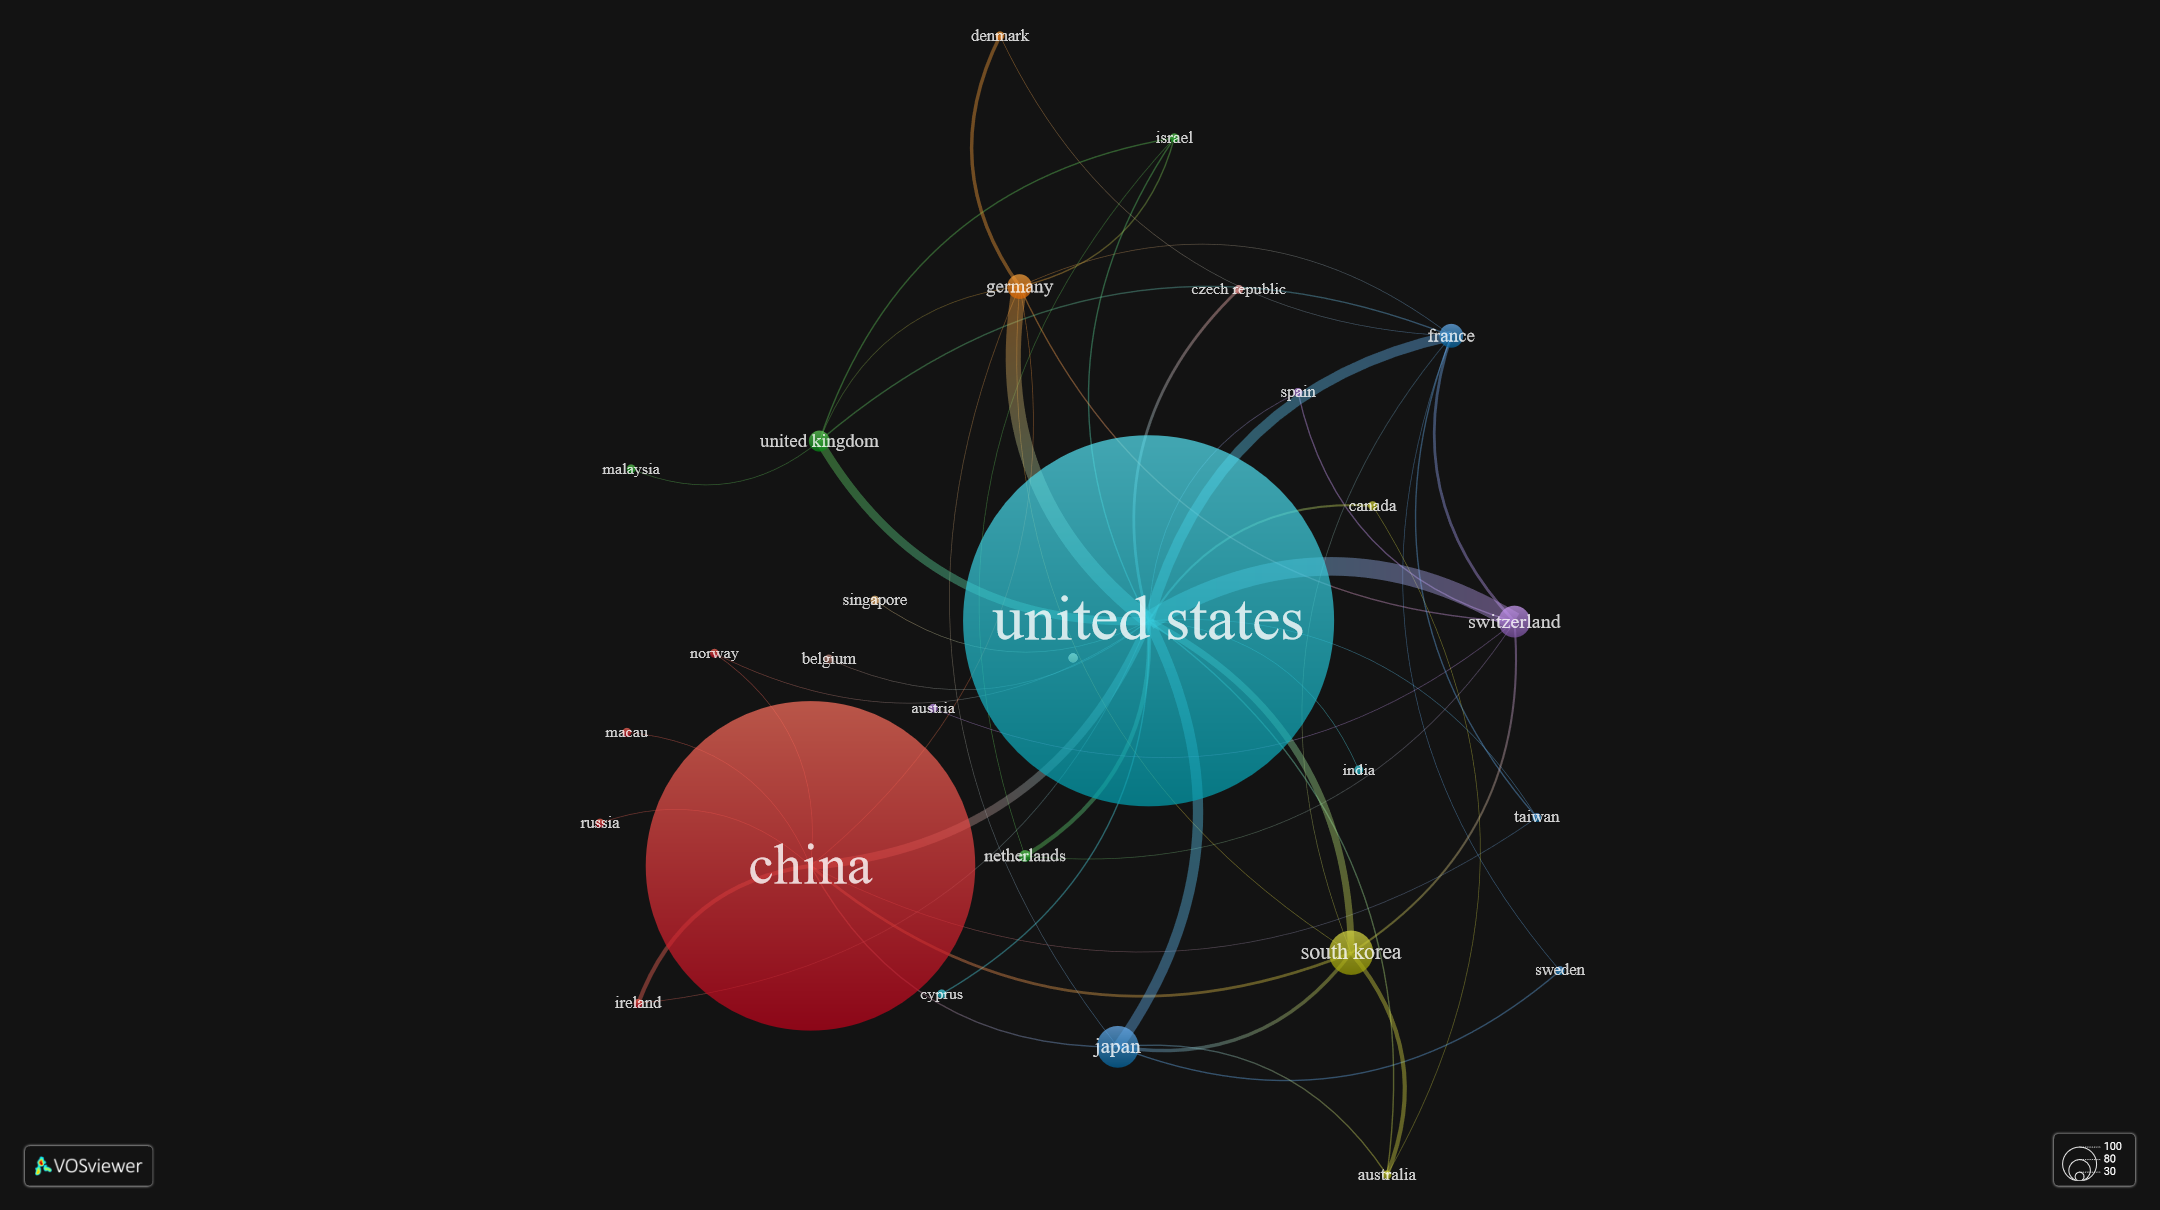 denmark
israel
germany
czech republic
france
spain
united kingdom
malaysia
canada
singapore
united states
switzerland
norway
belgium
austria
macau
india
taiwan
russia
china
netherlands
south korea
sweden
cyprus
ireland
japan
australia
VOSviewer
100
80
30